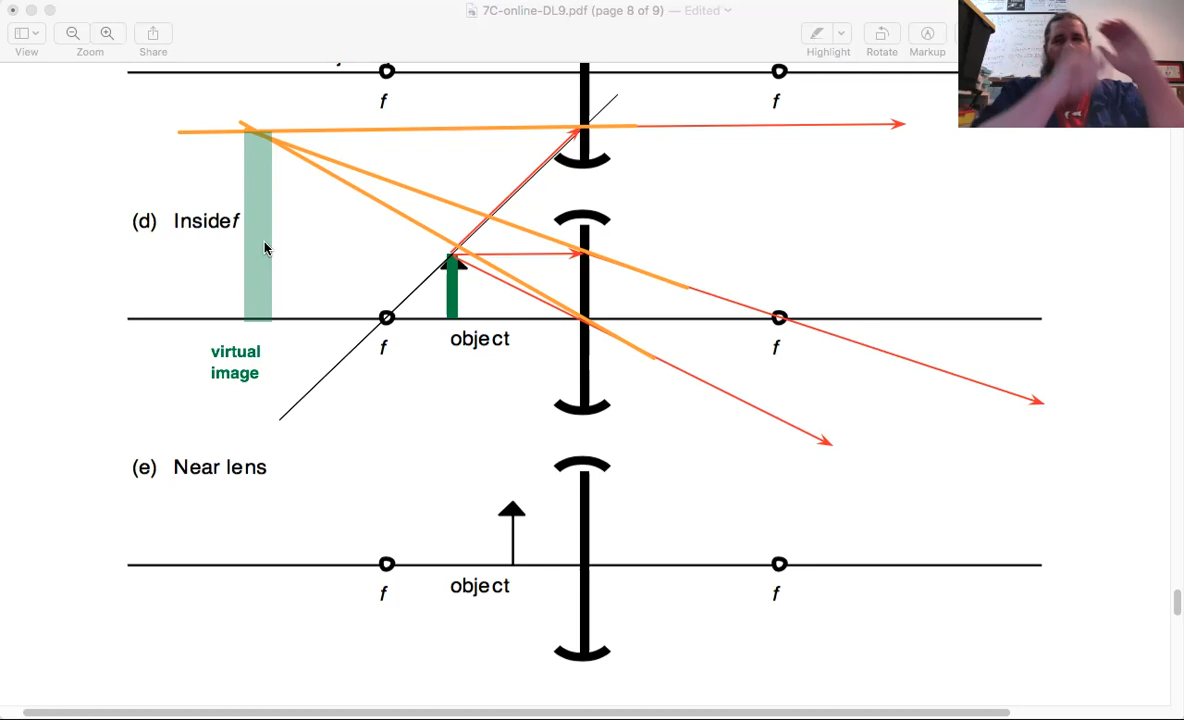 7C-online-DL9.pdf (page 8 of 9) — Edited
View
Zoom
Share
Highlight
Rotate
Markup
f
f
(d) Inside f
object
f
f
virtual
image
(e) Near lens
object
f
f